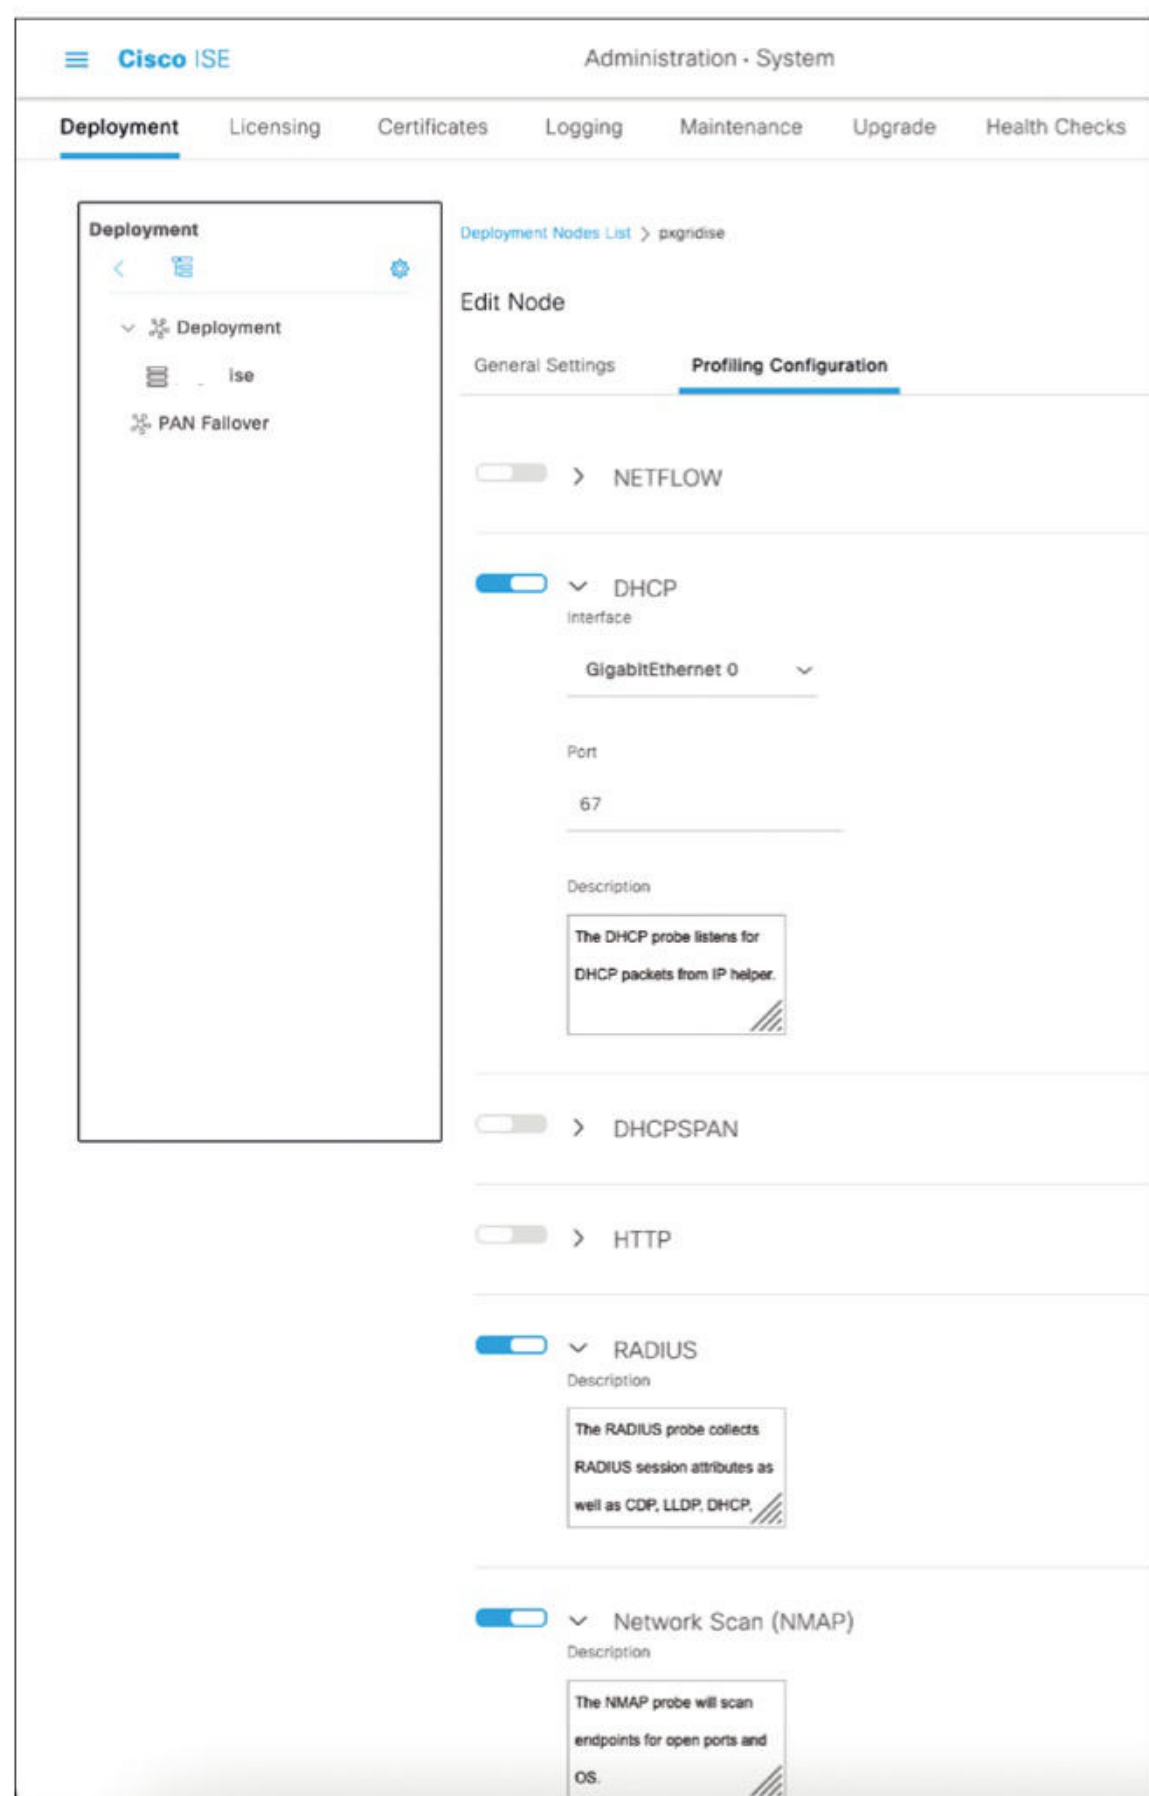 Cisco ISE
Administration · System
Deployment Licensing Certificates Logging Maintenance Upgrade Health Checks
Deployment
Deployment
ise
PAN Failover
Deployment Nodes List > pxgridise
Edit Node
General Settings Profiling Configuration
NETFLOW
DHCP
Interface
GigabitEthernet 0
Port
67
Description
The DHCP probe listens for
DHCP packets from IP helper.
DHCPSPAN
HTTP
RADIUS
Description
The RADIUS probe collects
RADIUS session attributes as
well as CDP, LLDP, DHCP,
Network Scan (NMAP)
Description
The NMAP probe will scan
endpoints for open ports and
OS.